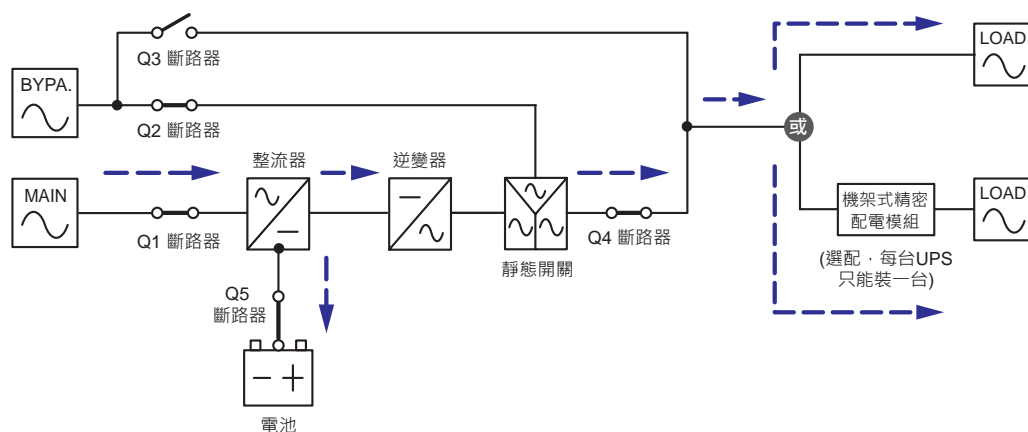 Q3 斷路器
LOAD
BYPA.
Q2 斷路器
或
整流器
逆變器
MAIN
機架式精密
配電模組
LOAD
Q1 斷路器
Q4 斷路器
靜態開關
(選配，每台UPS
只能裝一台)
Q5
斷路器
電池